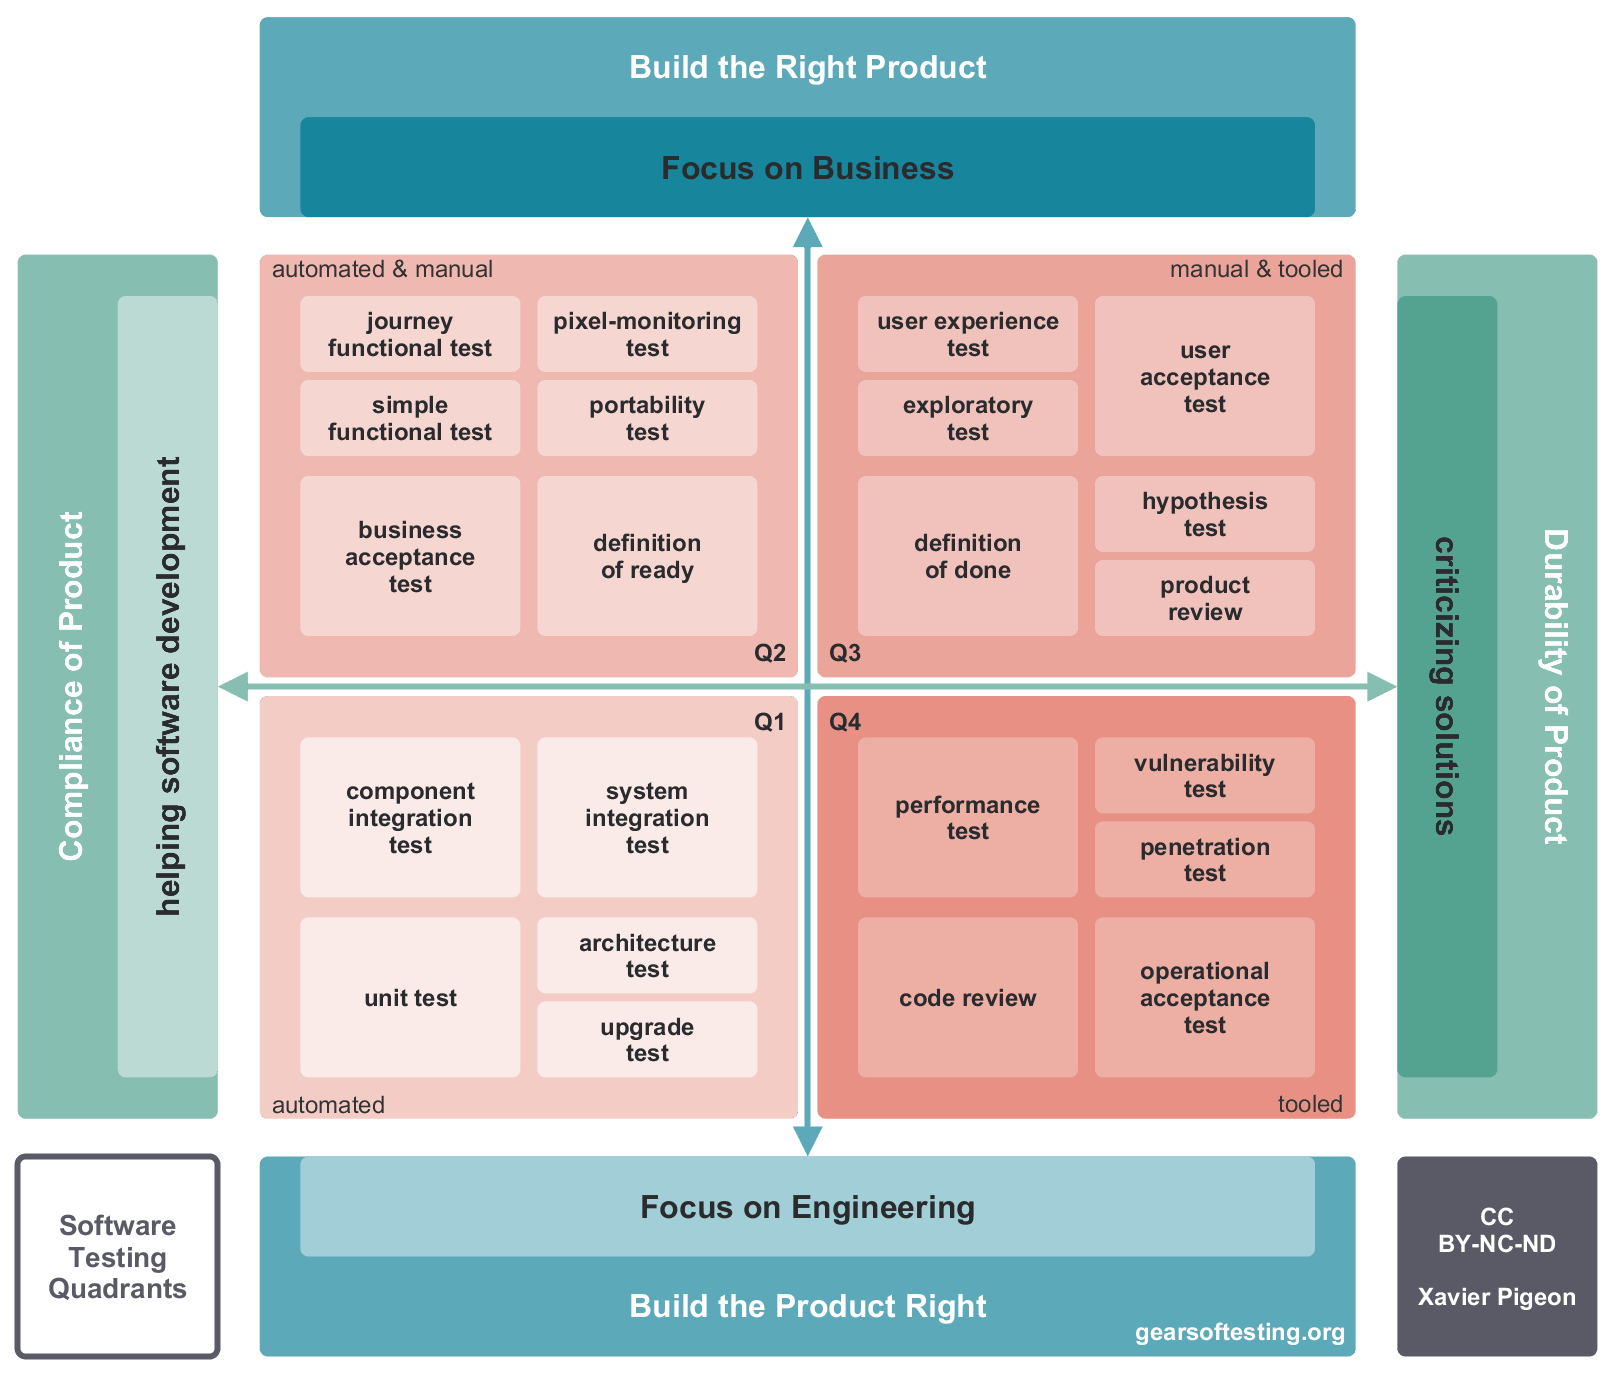 Build the Right Product
Focus on Business
Compliance of Product
helping software development
automated & manual
journey
functional test
pixel-monitoring
test
simple
functional test
portability
test
business
acceptance
test
definition
of ready
Q2
manual & tooled
user experience
test
user
acceptance
test
exploratory
test
definition
of done
hypothesis
test
product
review
Q3
criticizing solutions
Durability of Product
Q1
component
integration
test
system
integration
test
unit test
architecture
test
upgrade
test
automated
Q4
performance
test
vulnerability
test
penetration
test
code review
operational
acceptance
test
tooled
Software
Testing
Quadrants
Focus on Engineering
Build the Product Right
gearsoftesting.org
CC
BY-NC-ND
Xavier Pigeon